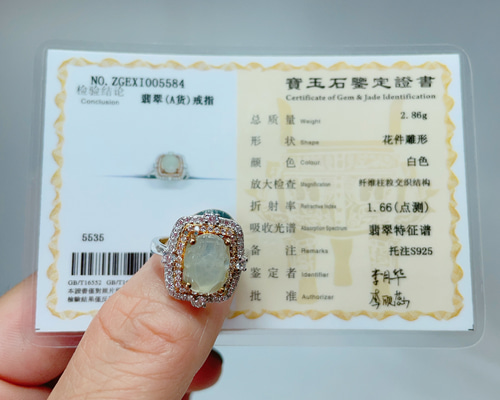 NO.ZGEXI005584
检验结论
Conclusion
翡翠(A货)戒指
5535
GB/T16552
寶玉石鑒定證書
Certificate of Gem & Jade Identification
总质量 Weight 2.86g
形状 Shape 花件雕形
颜色 Colour 白色
放大检查 Magnification 纤维柱粒交织结构
折射率 Refractive Index 1.66(点测)
吸收光谱 Absorption Spectrum 翡翠特征谱
备注 Remarks 托注S925
鉴定者 Identifier
批准 Authorizer